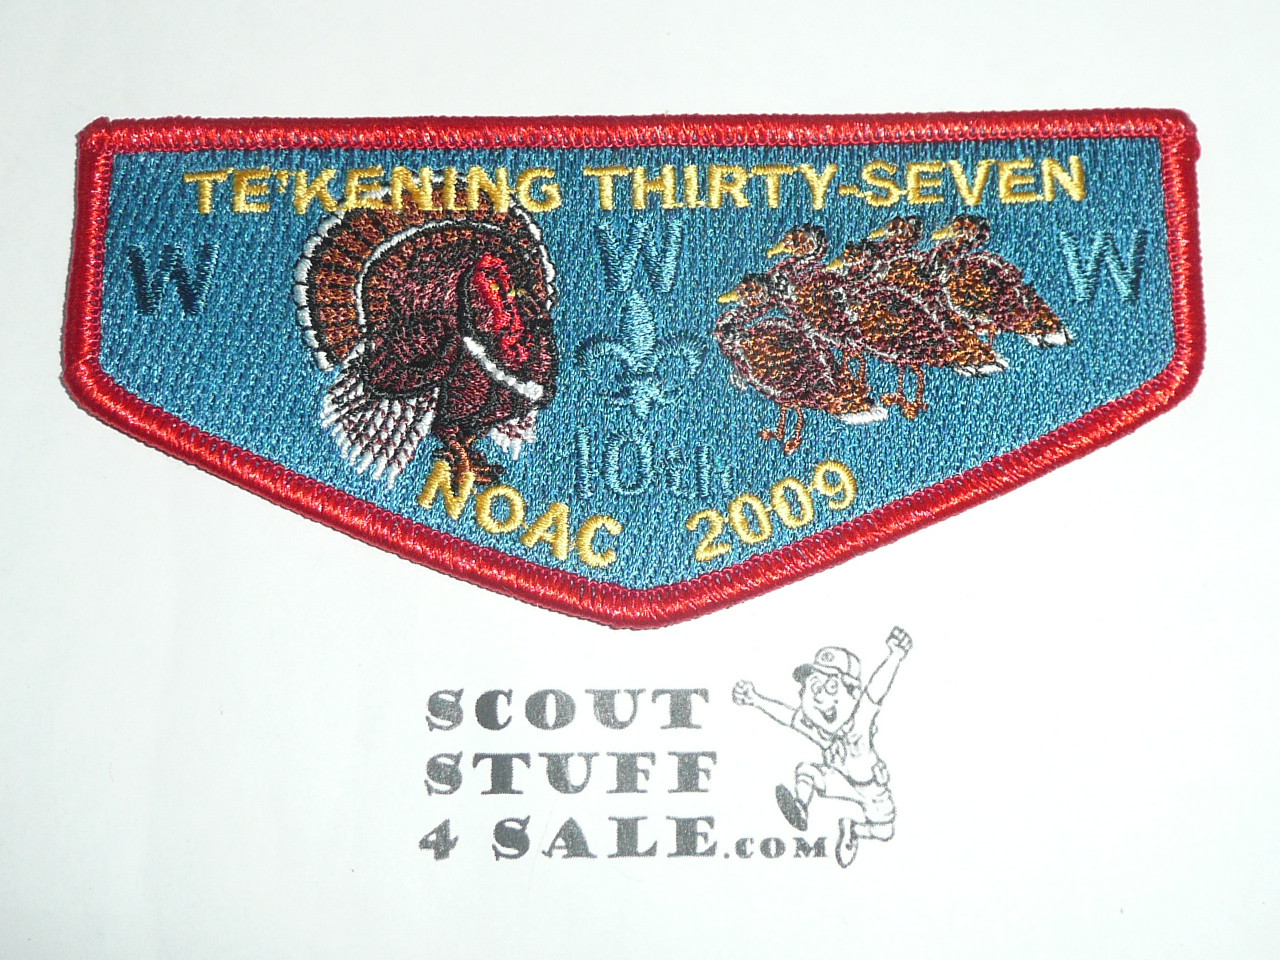 TE'KENING THIRTY-SEVEN
W W W
10th
NOAC 2009
SCOUT
STUFF
4 SALE.COM